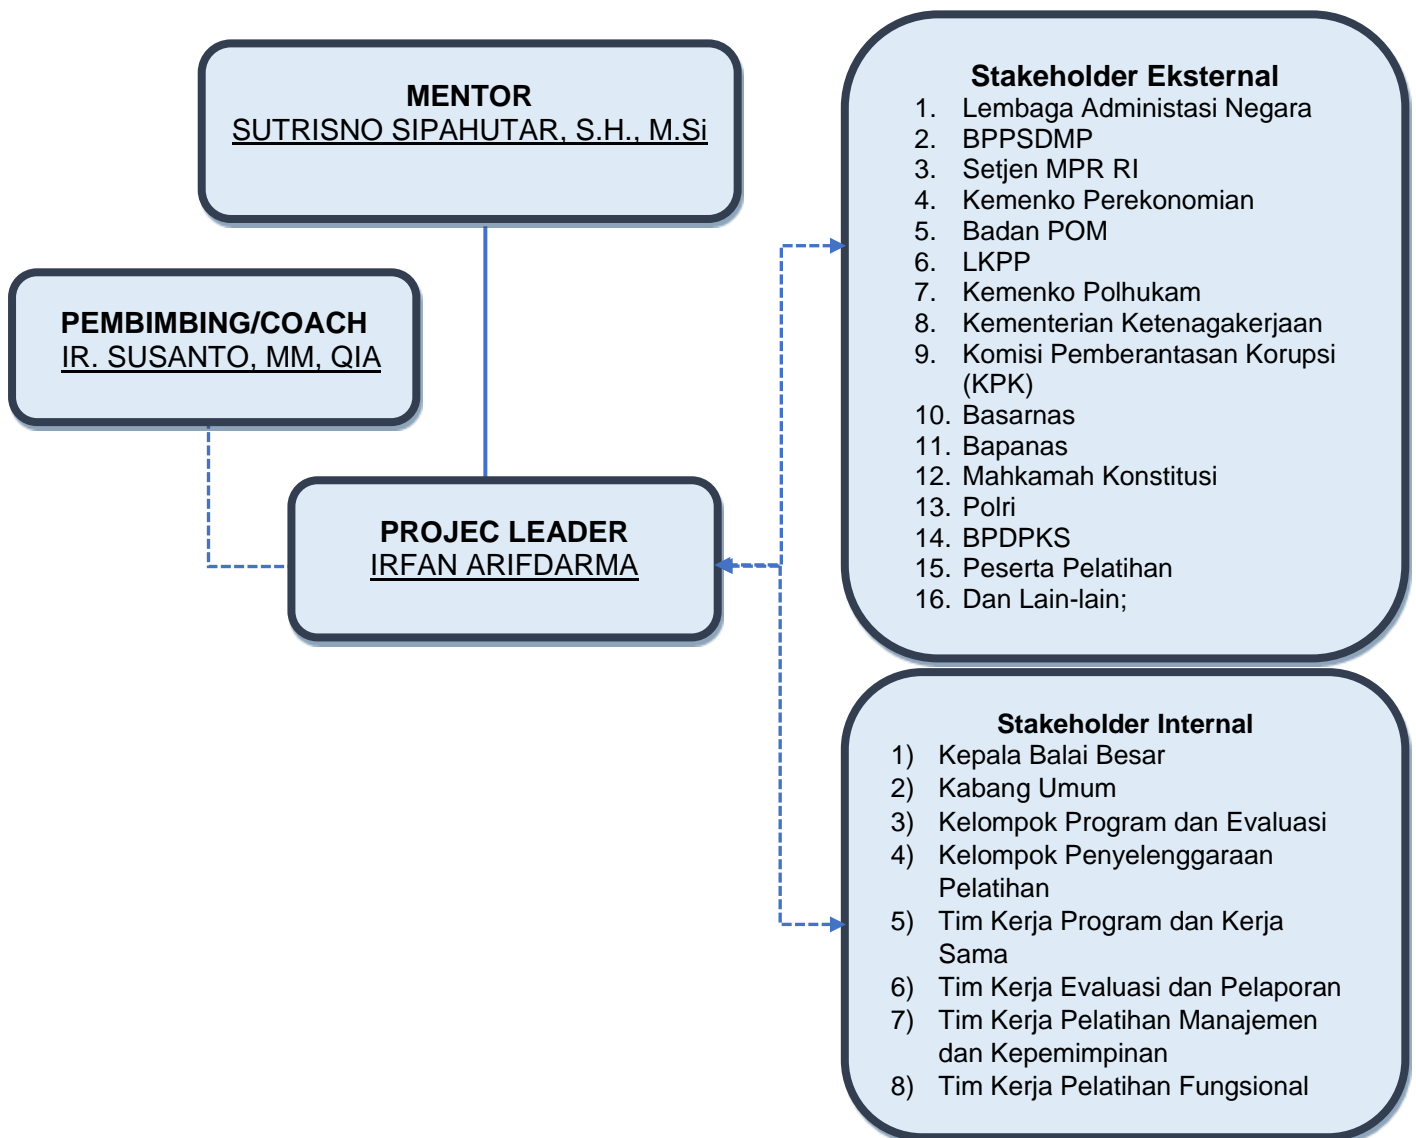 MENTOR
SUTRISNO SIPAHUTAR, S.H., M.Si
PEMBIMBING/COACH
IR. SUSANTO, MM, QIA
PROJEC LEADER
IRFAN ARIFDARMA
Stakeholder Eksternal
1. Lembaga Administasi Negara
2. BPPSDMP
3. Setjen MPR RI
4. Kemenko Perekonomian
5. Badan POM
6. LKPP
7. Kemenko Polhukam
8. Kementerian Ketenagakerjaan
9. Komisi Pemberantasan Korupsi
(KPK)
10. Basarnas
11. Bapanas
12. Mahkamah Konstitusi
13. Polri
14. BPDPKS
15. Peserta Pelatihan
16. Dan Lain-lain;
Stakeholder Internal
1) Kepala Balai Besar
2) Kabang Umum
3) Kelompok Program dan Evaluasi
4) Kelompok Penyelenggaraan
Pelatihan
5) Tim Kerja Program dan Kerja
Sama
6) Tim Kerja Evaluasi dan Pelaporan
7) Tim Kerja Pelatihan Manajemen
dan Kepemimpinan
8) Tim Kerja Pelatihan Fungsional